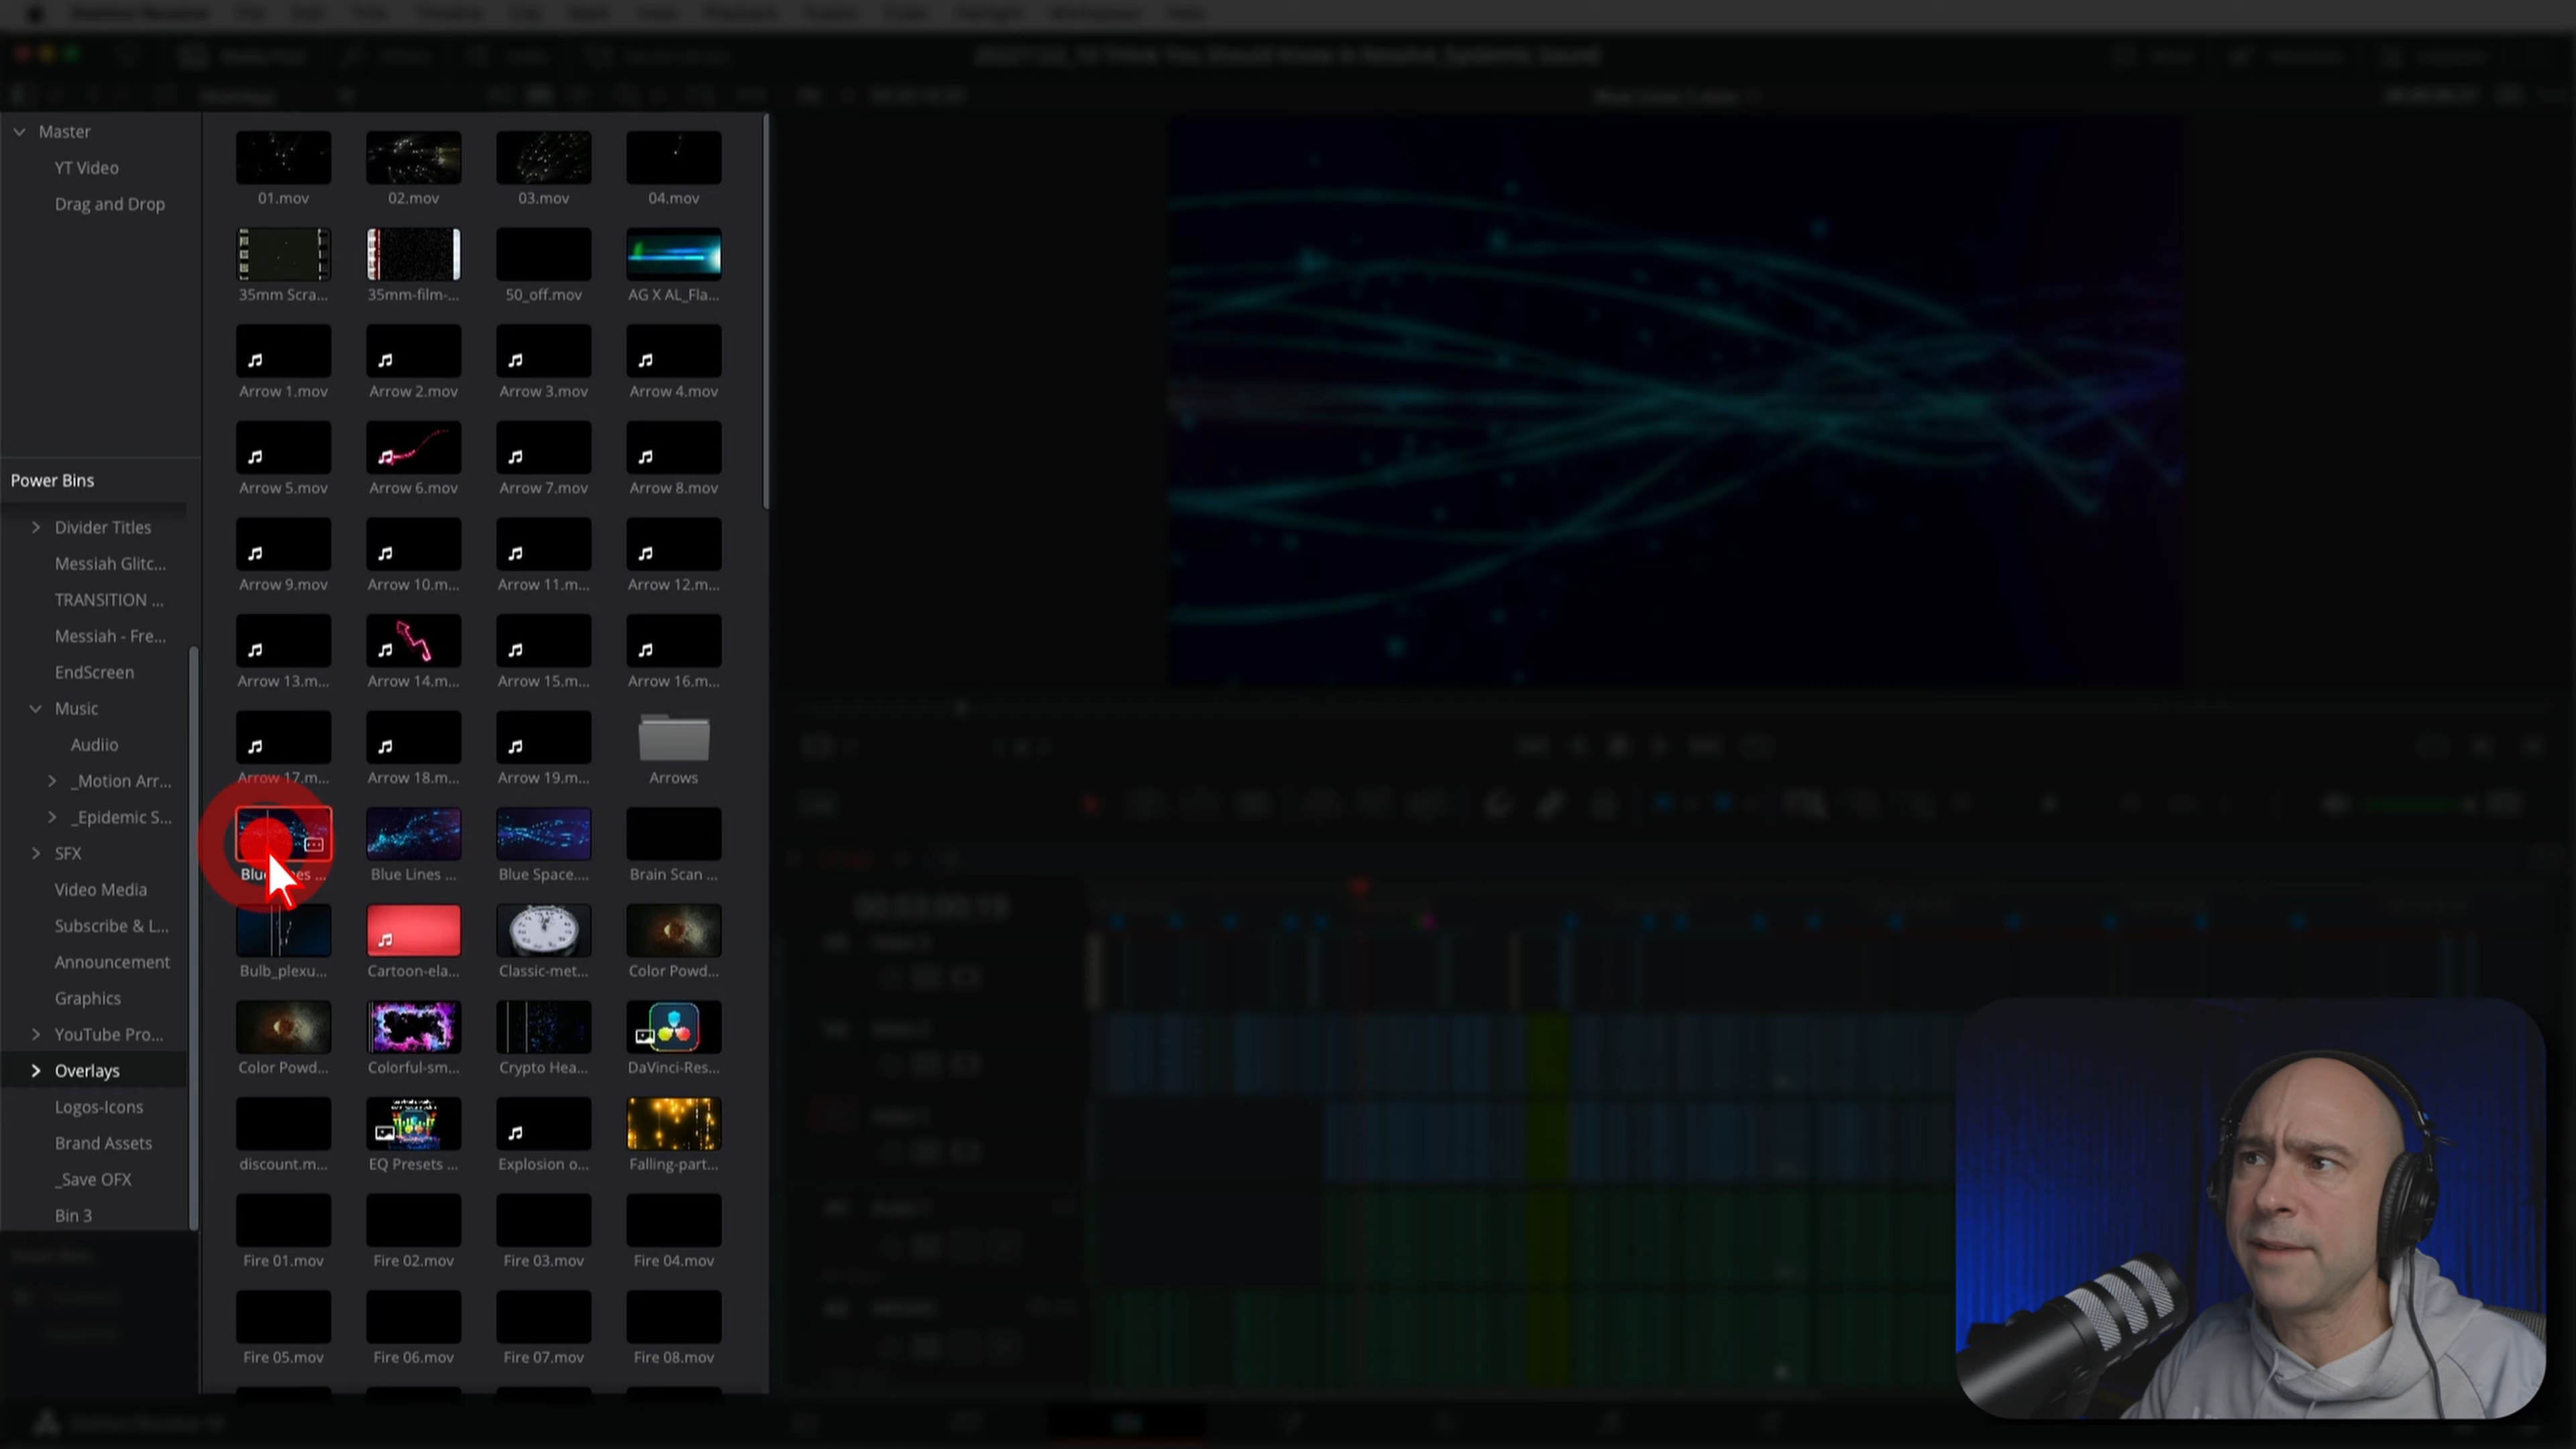 Master
YT Video
Drag and Drop
Power Bins
Divider Titles
Messiah Glitc...
TRANSITION ...
Messiah - Fre...
EndScreen
Music
Audiio
_Motion Arr...
_Epidemic S...
SFX
Video Media
Subscribe & L...
Announcement
Graphics
YouTube Pro...
Overlays
Logos-Icons
Brand Assets
_Save OFX
Bin 3
01.mov 02.mov 03.mov 04.mov
35mm Scra... 35mm-film-... 50_off.mov AG X AL_Fla...
Arrow 1.mov Arrow 2.mov Arrow 3.mov Arrow 4.mov
Arrow 5.mov Arrow 6.mov Arrow 7.mov Arrow 8.mov
Arrow 9.mov Arrow 10.m... Arrow 11.m... Arrow 12.m...
Arrow 13.m... Arrow 14.m... Arrow 15.m... Arrow 16.m...
Arrow 17.m... Arrow 18.m... Arrow 19.m... Arrows
Blue Lines ... Blue Space.... Brain Scan ...
Bulb_plexu... Cartoon-ela... Classic-met... Color Powd...
Color Powd... Colorful-sm... Crypto Hea... DaVinci-Res...
discount.m... EQ Presets ... Explosion o... Falling-part...
Fire 01.mov Fire 02.mov Fire 03.mov Fire 04.mov
Fire 05.mov Fire 06.mov Fire 07.mov Fire 08.mov
00:03:00:19